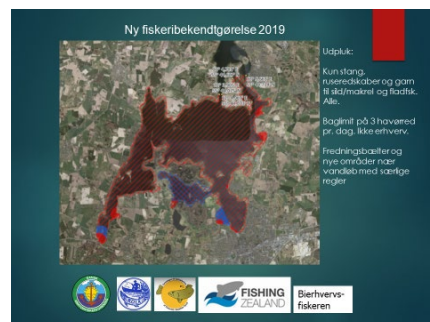 Ny fiskeribekendtgørelse 2019
Udpluk:
Kun stang,
ruseredskaber og garn
til sild/makrel og fladfsk.
Alle.
Baglimit på 3 havørred
pr. dag. Ikke erhverv.
Fredningsbælter og
nye områder nær
vandløb med særlige
regler
FISHING
ZEALAND
Bierhvervs-
fiskeren